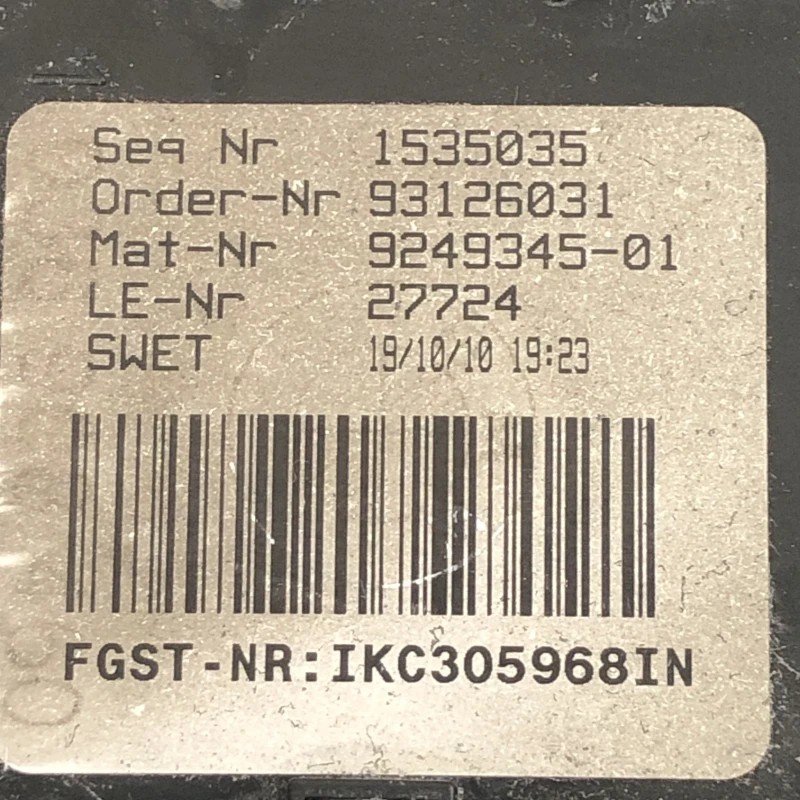 Seq Nr 1535035
Order-Nr 93126031
Mat-Nr 9249345-01
LE-Nr 27724
SWET 19/10/10 19:23
FGST-NR:IKC305968IN